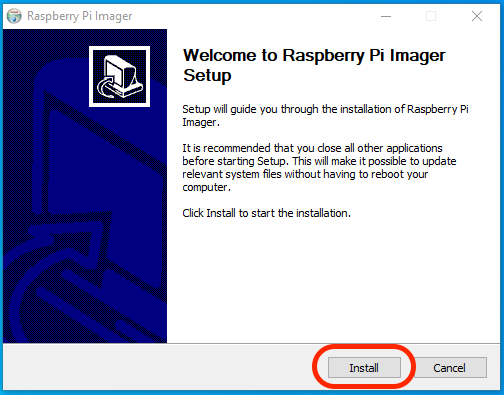 Raspberry Pi Imager
Welcome to Raspberry Pi Imager
Setup
Setup will guide you through the installation of Raspberry Pi
Imager.
It is recommended that you close all other applications
before starting Setup. This will make it possible to update
relevant system files without having to reboot your
computer.
Click Install to start the installation.
Install
Cancel